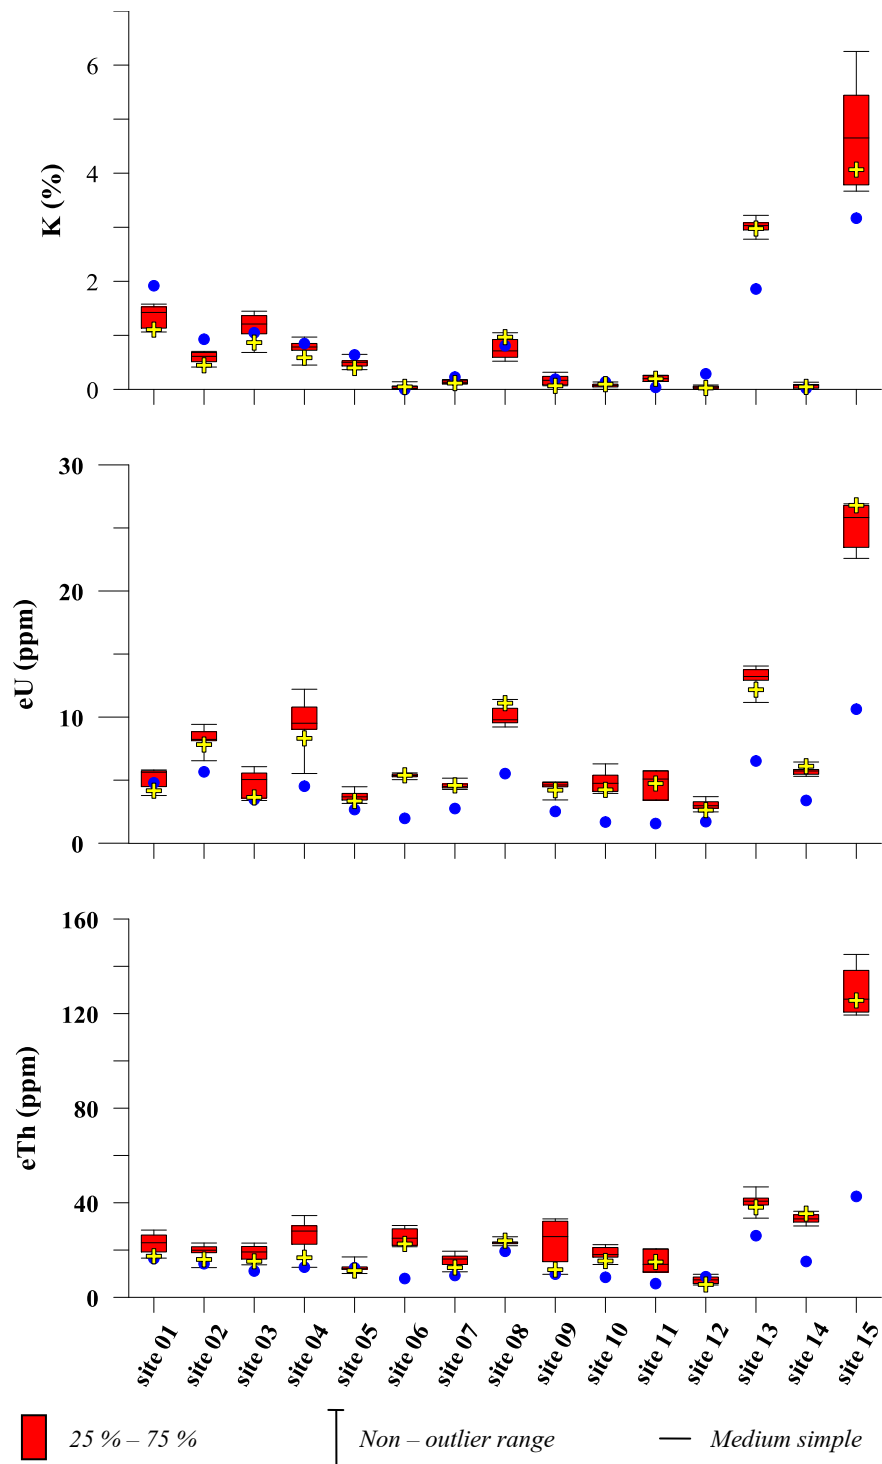 6
4
2
0
K (%)
30
20
10
0
eU (ppm)
160
120
80
40
0
eTh (ppm)
site 01 site 02 site 03 site 04 site 05 site 06 site 07 site 08 site 09 site 10 site 11 site 12 site 13 site 14 site 15
25 % – 75 % Non – outlier range Medium simple